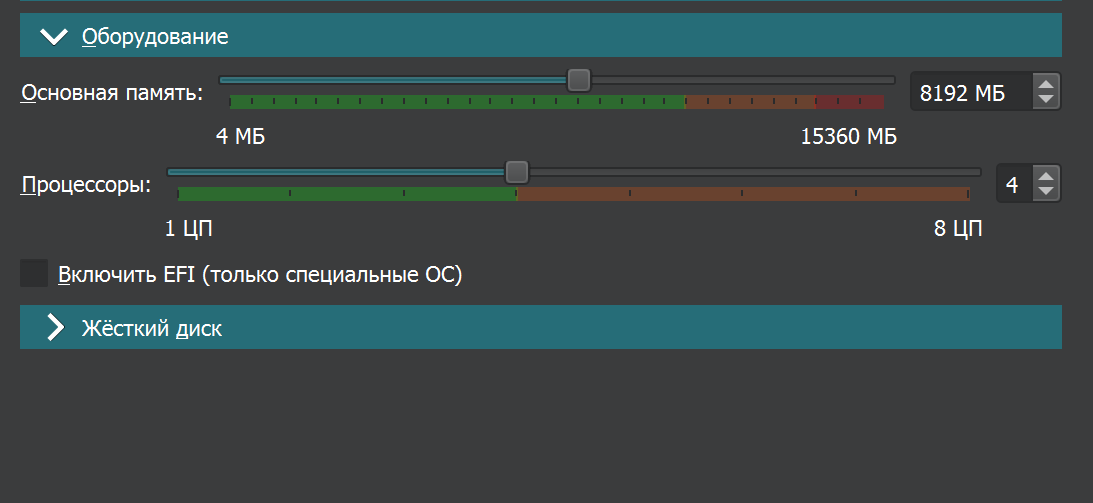 Оборудование
Основная память: 8192 МБ
4 МБ 15360 МБ
Процессоры: 4
1 ЦП 8 ЦП
Включить EFI (только специальные ОС)
Жёсткий диск